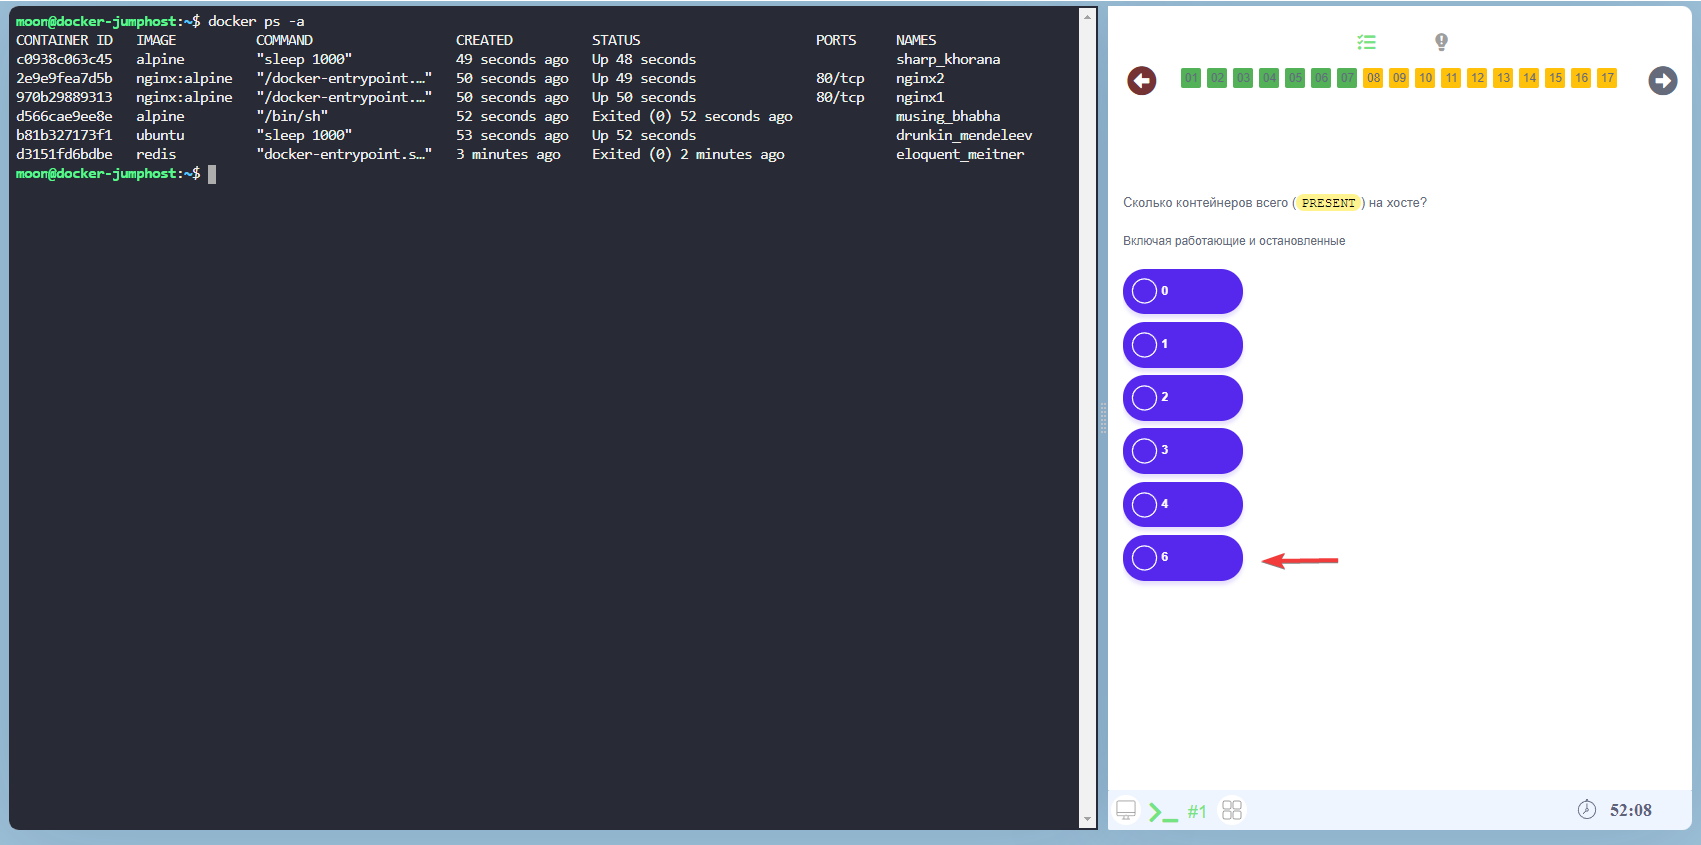 moon@docker-jumphost:~$ docker ps -a
CONTAINER ID   IMAGE          COMMAND                  CREATED          STATUS                      PORTS     NAMES
c0938c063c45   alpine         "sleep 1000"             49 seconds ago   Up 48 seconds                         sharp_khorana
2e9e9fea7d5b   nginx:alpine   "/docker-entrypoint.…"   50 seconds ago   Up 49 seconds               80/tcp    nginx2
970b29889313   nginx:alpine   "/docker-entrypoint.…"   50 seconds ago   Up 50 seconds               80/tcp    nginx1
d566cae9ee8e   alpine         "/bin/sh"                52 seconds ago   Exited (0) 52 seconds ago             musing_bhabha
b81b327173f1   ubuntu         "sleep 1000"             53 seconds ago   Up 52 seconds                         drunkin_mendeleev
d3151fd6bdbe   redis          "docker-entrypoint.s…"   3 minutes ago    Exited (0) 2 minutes ago              eloquent_meitner
moon@docker-jumphost:~$
01 02 03 04 05 06 07 08 09 10 11 12 13 14 15 16 17
Сколько контейнеров всего ( PRESENT ) на хосте?
Включая работающие и остановленные
0
1
2
3
4
6
#1
52:08